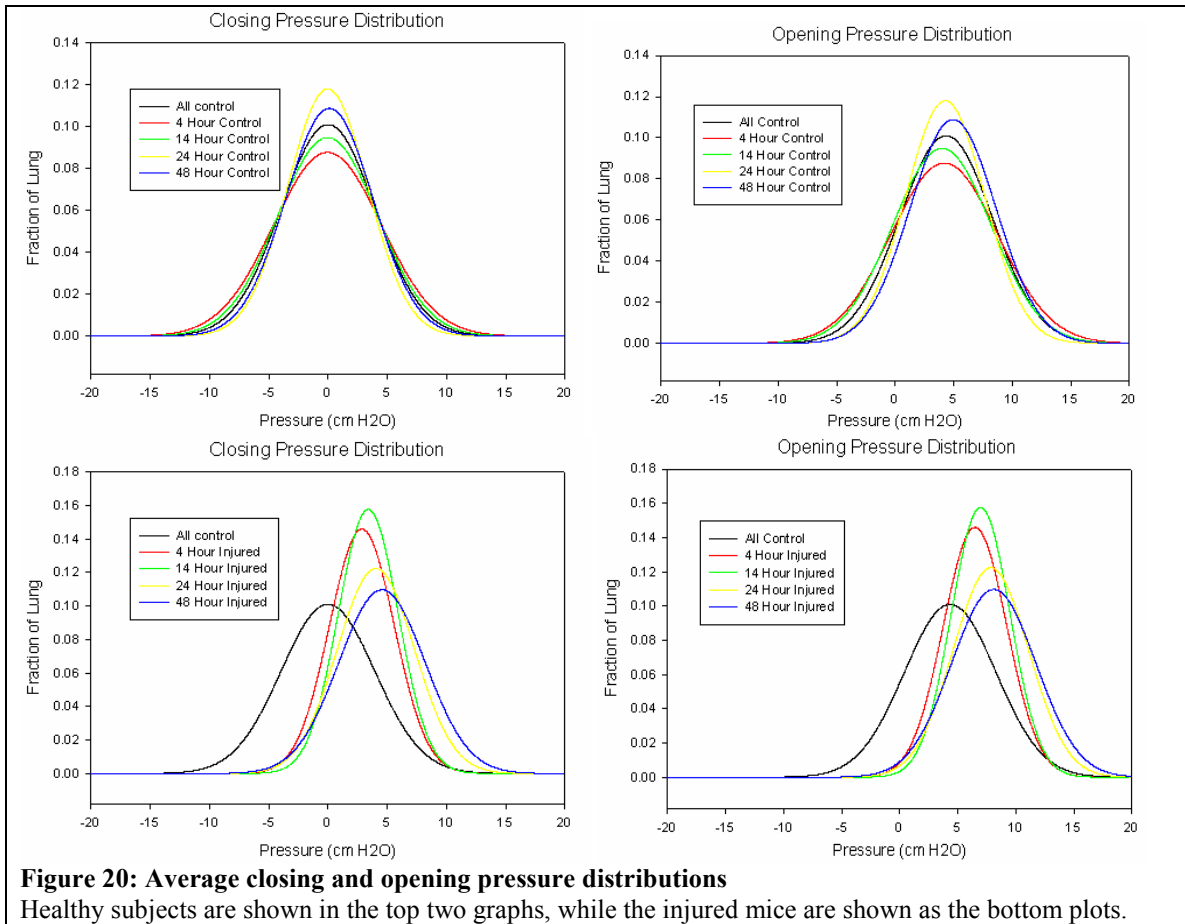 Closing Pressure Distribution
0.14
0.12
0.10
0.08
0.06
0.04
0.02
0.00
Fraction of Lung
All control
4 Hour Control
14 Hour Control
24 Hour Control
48 Hour Control
-20 -15 -10 -5 0 5 10 15 20
Pressure (cm H2O)
Opening Pressure Distribution
0.14
0.12
0.10
0.08
0.06
0.04
0.02
0.00
Fraction of Lung
All Control
4 Hour Control
14 Hour Control
24 Hour Control
48 Hour Control
-20 -15 -10 -5 0 5 10 15 20
Pressure (cm H2O)
Closing Pressure Distribution
0.18
0.16
0.14
0.12
0.10
0.08
0.06
0.04
0.02
0.00
Fraction of Lung
All control
4 Hour Injured
14 Hour Injured
24 Hour Injured
48 Hour Injured
-20 -15 -10 -5 0 5 10 15 20
Pressure (cm H2O)
Opening Pressure Distribution
0.18
0.16
0.14
0.12
0.10
0.08
0.06
0.04
0.02
0.00
Fraction of Lung
All Control
4 Hour Injured
14 Hour Injured
24 Hour Injured
48 Hour Injured
-20 -15 -10 -5 0 5 10 15 20
Pressure (cm H2O)
Figure 20: Average closing and opening pressure distributions
Healthy subjects are shown in the top two graphs, while the injured mice are shown as the bottom plots.